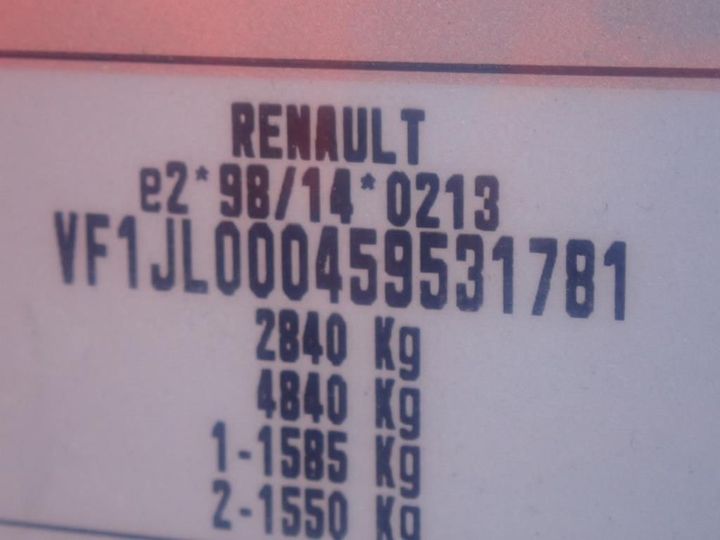 RENAULT
e2*98/14*0213
VF1JL000459531781
2840 Kg
4840 Kg
1-1585 Kg
2-1550 Kg